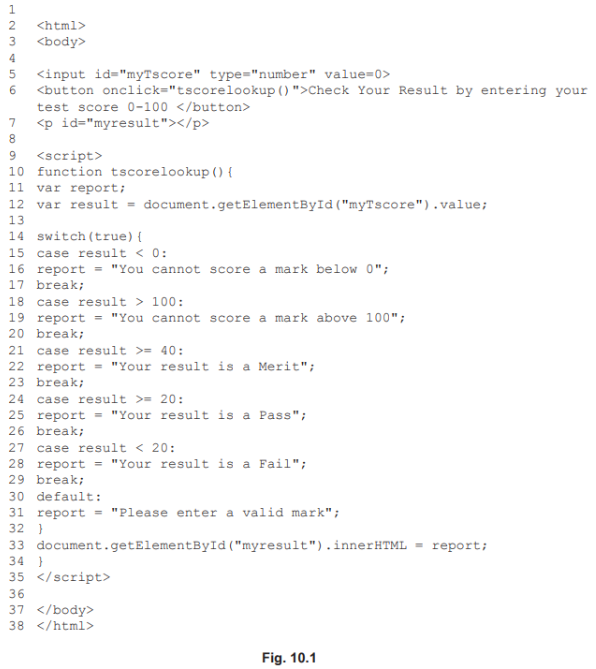 1
2 <html>
3 <body>
4
5 <input id="myTscore" type="number" value=0>
6 <button onclick="tscorelookup()">Check Your Result by entering your
test score 0-100 </button>
7 <p id="myresult"></p>
8
9 <script>
10 function tscorelookup(){
11 var report;
12 var result = document.getElementById("myTscore").value;
13
14 switch(true){
15 case result < 0:
16 report = "You cannot score a mark below 0";
17 break;
18 case result > 100:
19 report = "You cannot score a mark above 100";
20 break;
21 case result >= 40:
22 report = "Your result is a Merit";
23 break;
24 case result >= 20:
25 report = "Your result is a Pass";
26 break;
27 case result < 20:
28 report = "Your result is a Fail";
29 break;
30 default:
31 report = "Please enter a valid mark";
32 }
33 document.getElementById("myresult").innerHTML = report;
34 }
35 </script>
36
37 </body>
38 </html>
Fig. 10.1